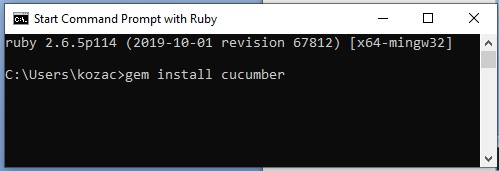 Start Command Prompt with Ruby
ruby 2.6.5p114 (2019-10-01 revision 67812) [x64-mingw32]
C:\Users\kozac>gem install cucumber